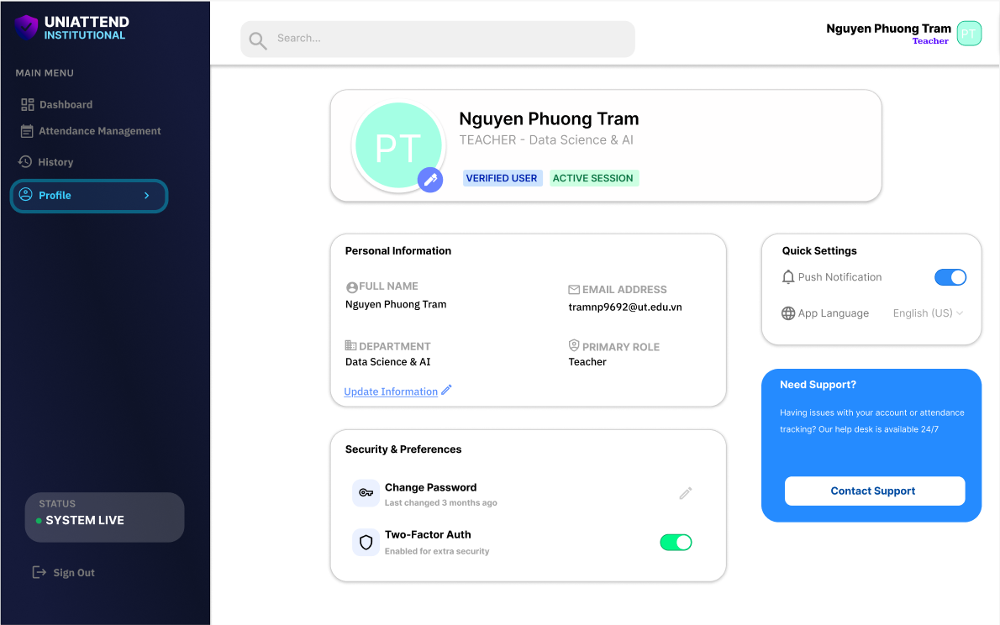 UNIATTEND
INSTITUTIONAL
MAIN MENU
Dashboard
Attendance Management
History
Profile
STATUS
SYSTEM LIVE
Sign Out
Search...
Nguyen Phuong Tram
Teacher
PT
PT
Nguyen Phuong Tram
TEACHER - Data Science & AI
VERIFIED USER ACTIVE SESSION
Personal Information
FULL NAME
Nguyen Phuong Tram
EMAIL ADDRESS
tramnp9692@ut.edu.vn
DEPARTMENT
Data Science & AI
PRIMARY ROLE
Teacher
Update Information
Security & Preferences
Change Password
Last changed 3 months ago
Two-Factor Auth
Enabled for extra security
Quick Settings
Push Notification
App Language English (US)
Need Support?
Having issues with your account or attendance
tracking? Our help desk is available 24/7
Contact Support